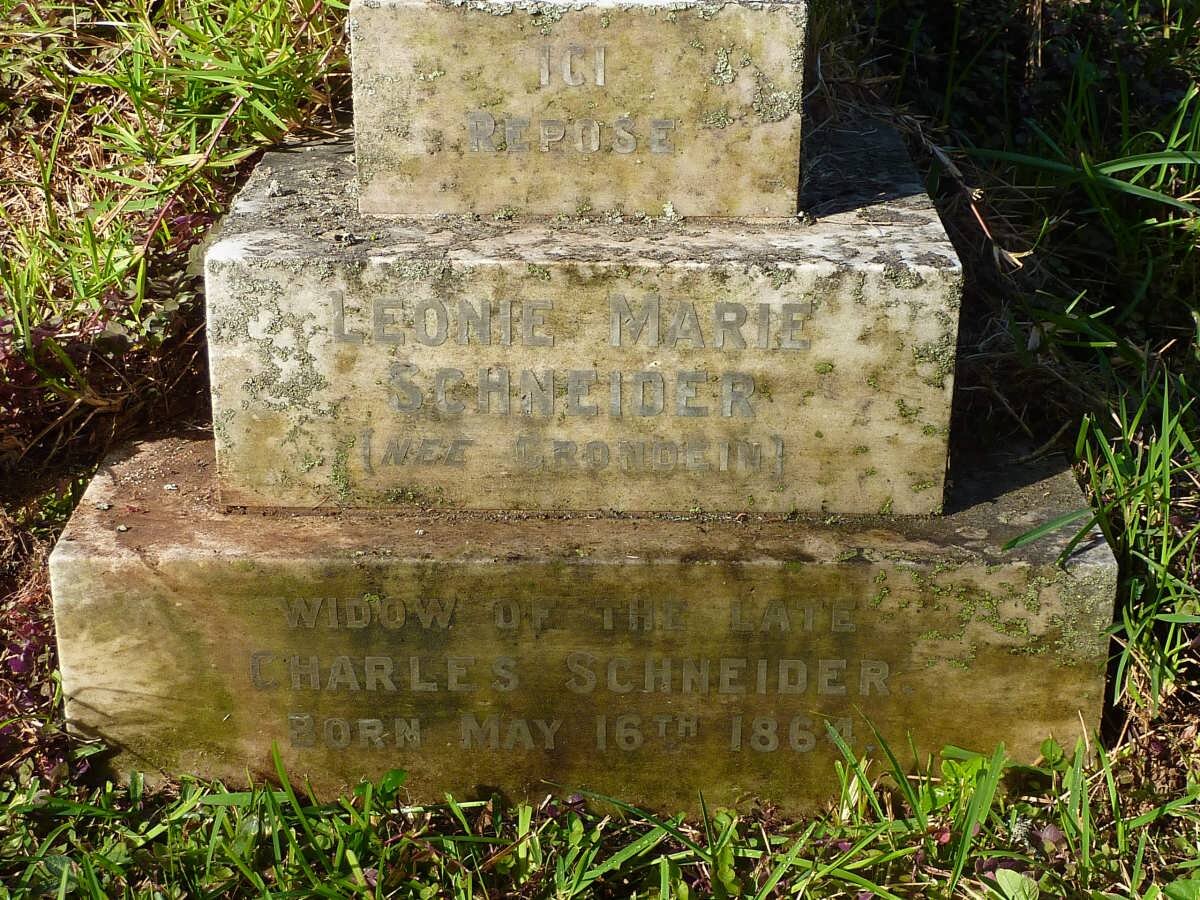 ICI
REPOSE
LEONIE MARIE
SCHNEIDER
(NEE GRONDEIN)
WIDOW OF THE LATE
CHARLES SCHNEIDER.
BORN MAY 16TH 1864.